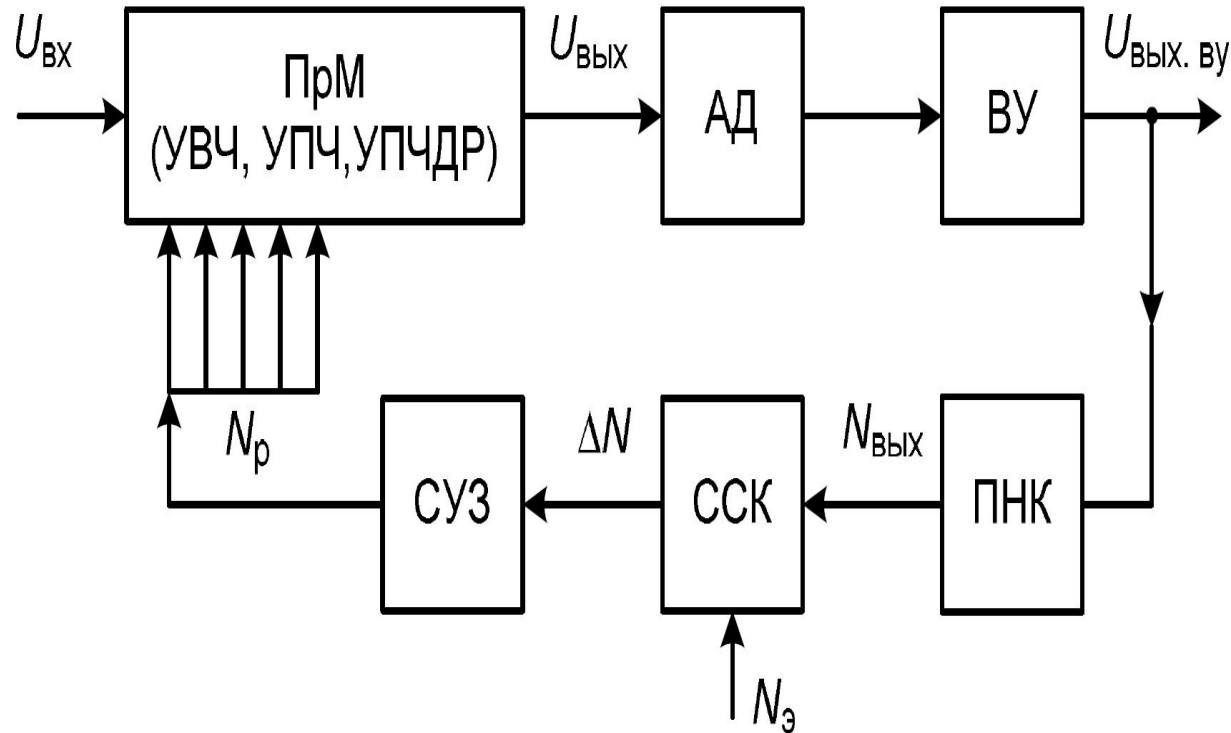 Uвх
ПрМ
(УВЧ, УПЧ,УПЧДР)
Uвых
АД
ВУ
Uвых. ву
Nр
СУЗ
ΔN
ССК
Nвых
ПНК
Nэ